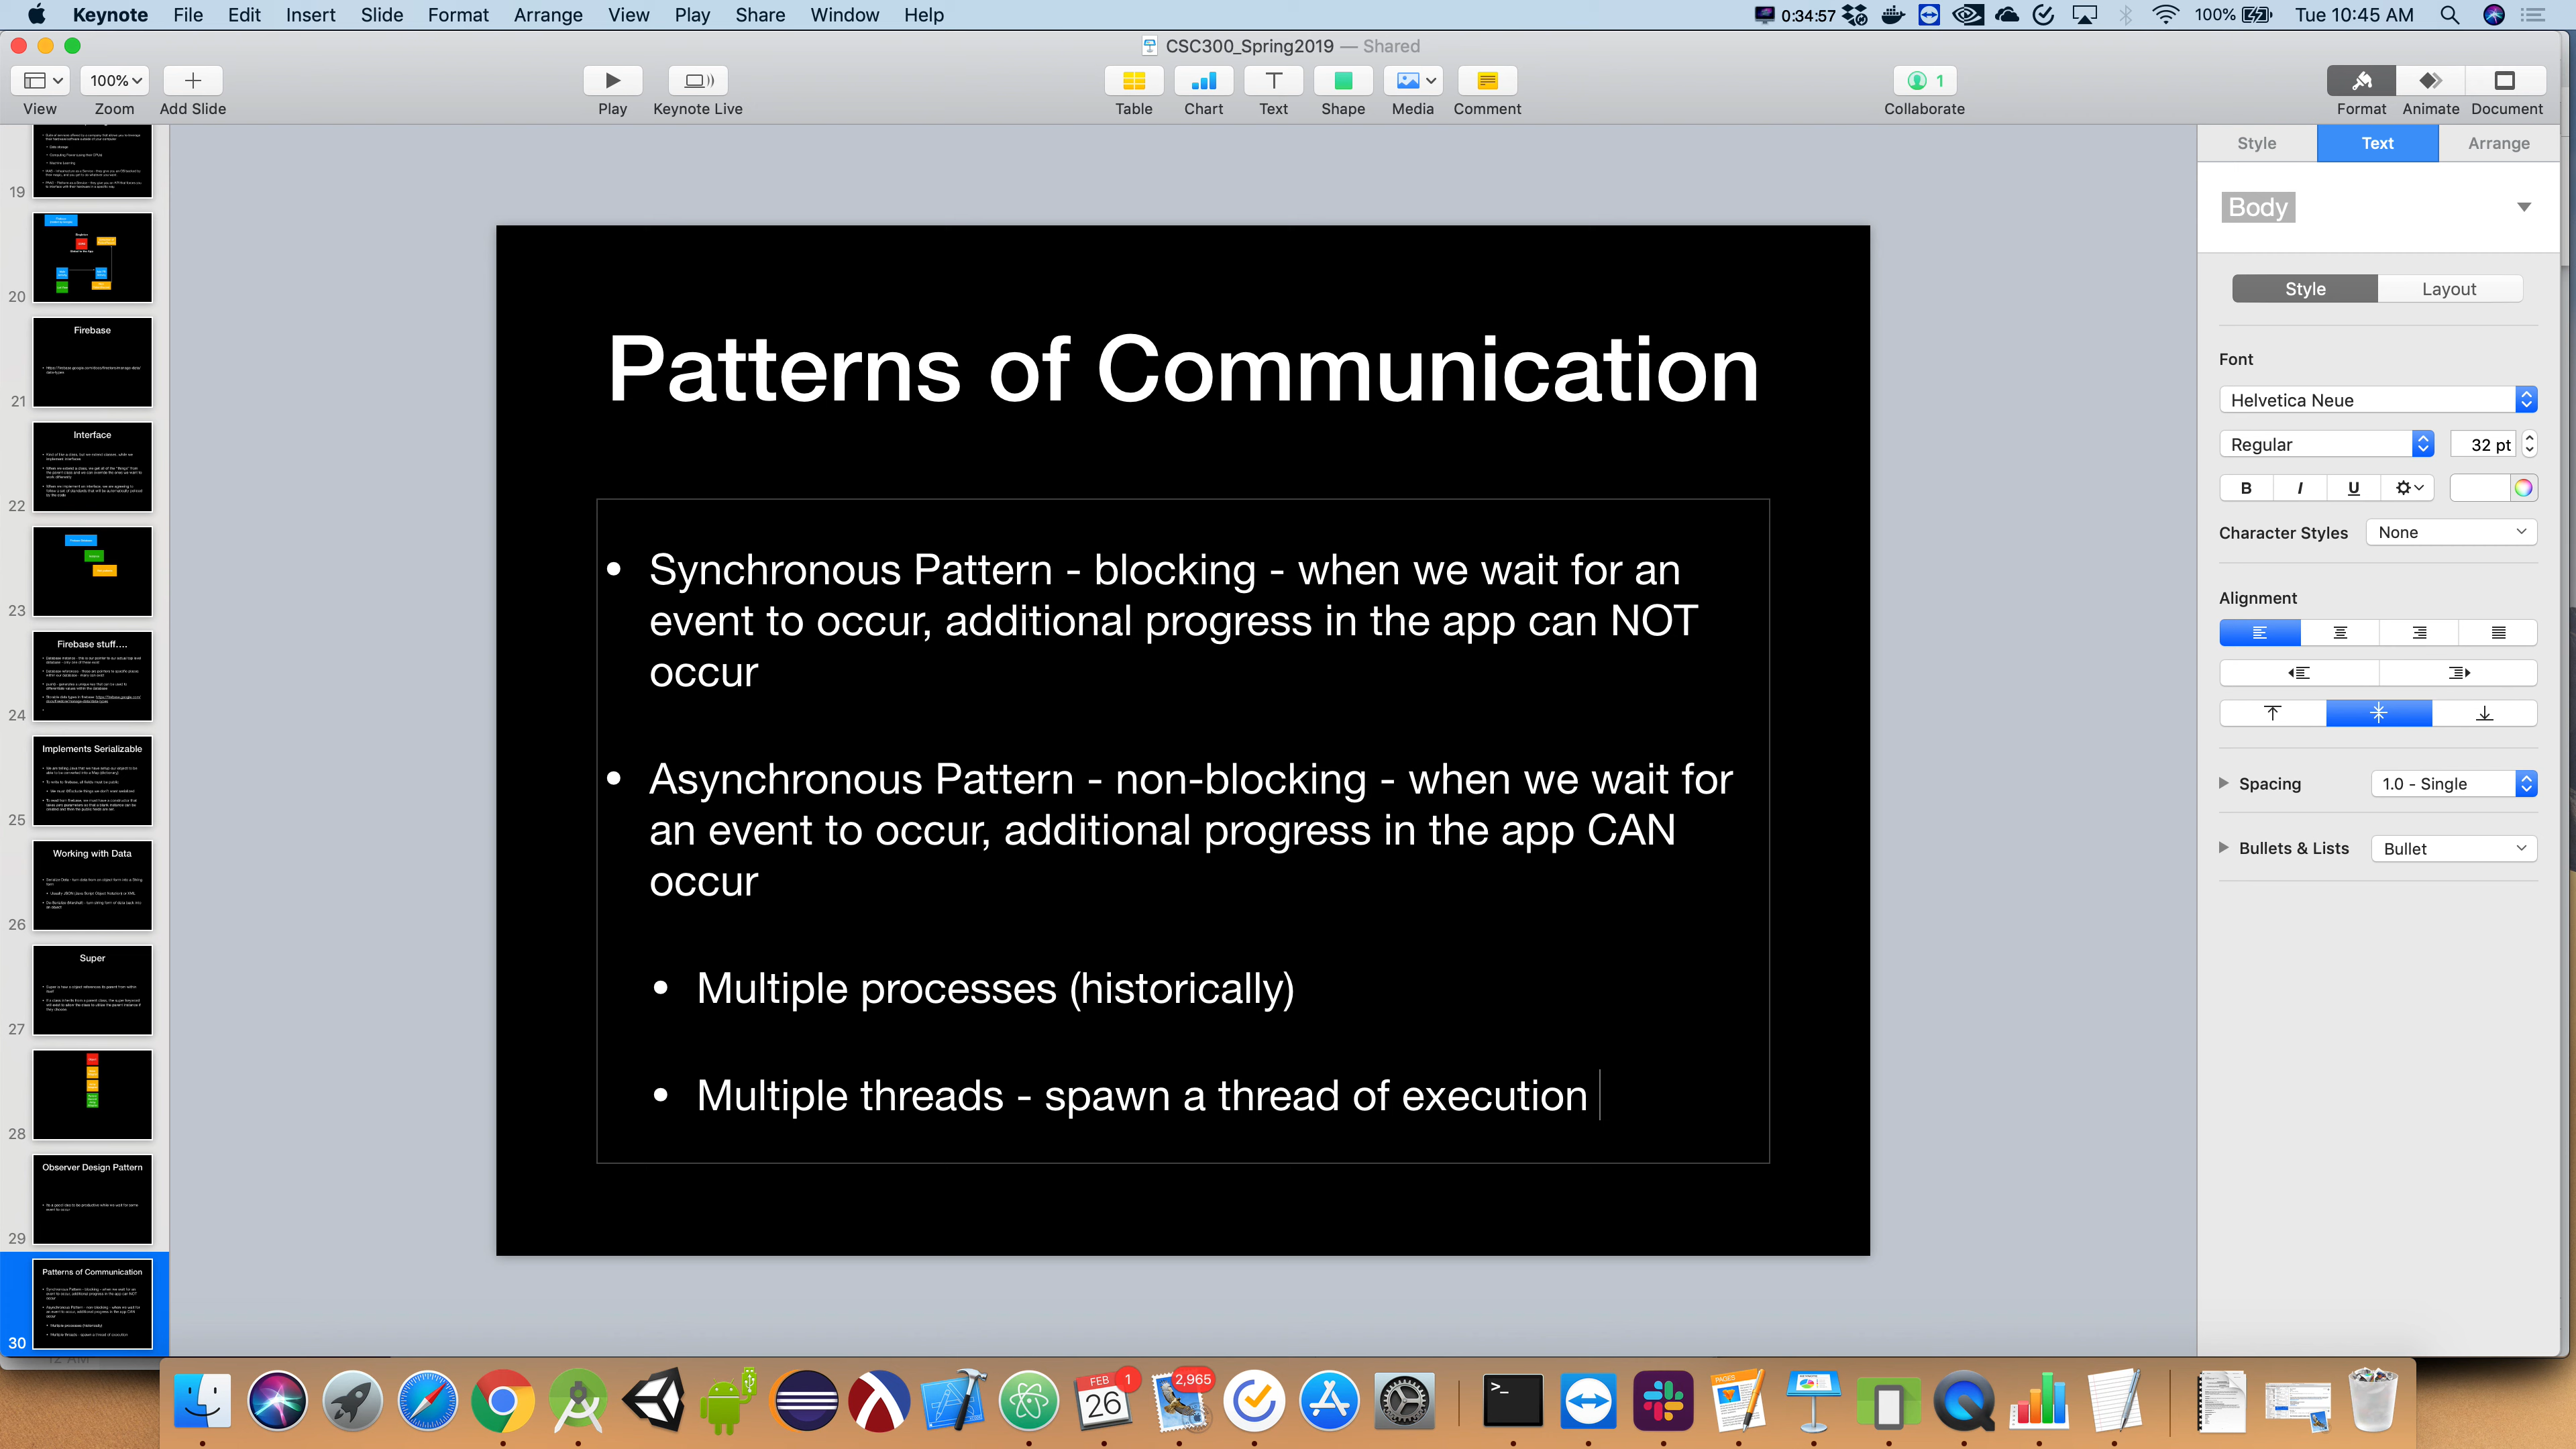 Keynote File Edit Insert Slide Format Arrange View Play Share Window Help 0:34:57 100% Tue 10:45 AM
CSC300_Spring2019 — Shared
100% 1
View Zoom Add Slide Play Keynote Live Table Chart Text Shape Media Comment Collaborate Format Animate Document
Style Text Arrange
Body
Style Layout
Font
Helvetica Neue
Regular 32 pt
B I U
Character Styles None
Alignment
Spacing 1.0 - Single
Bullets & Lists Bullet
19
20
Firebase
21
Interface
22
23
Firebase stuff....
24
Implements Serializable
25
Working with Data
26
Super
27
28
Observer Design Pattern
29
Patterns of Communication
30
Patterns of Communication
• Synchronous Pattern - blocking - when we wait for an
event to occur, additional progress in the app can NOT
occur
• Asynchronous Pattern - non-blocking - when we wait for
an event to occur, additional progress in the app CAN
occur
• Multiple processes (historically)
• Multiple threads - spawn a thread of execution
12 AM
FEB 1
26
2,965
PAGES